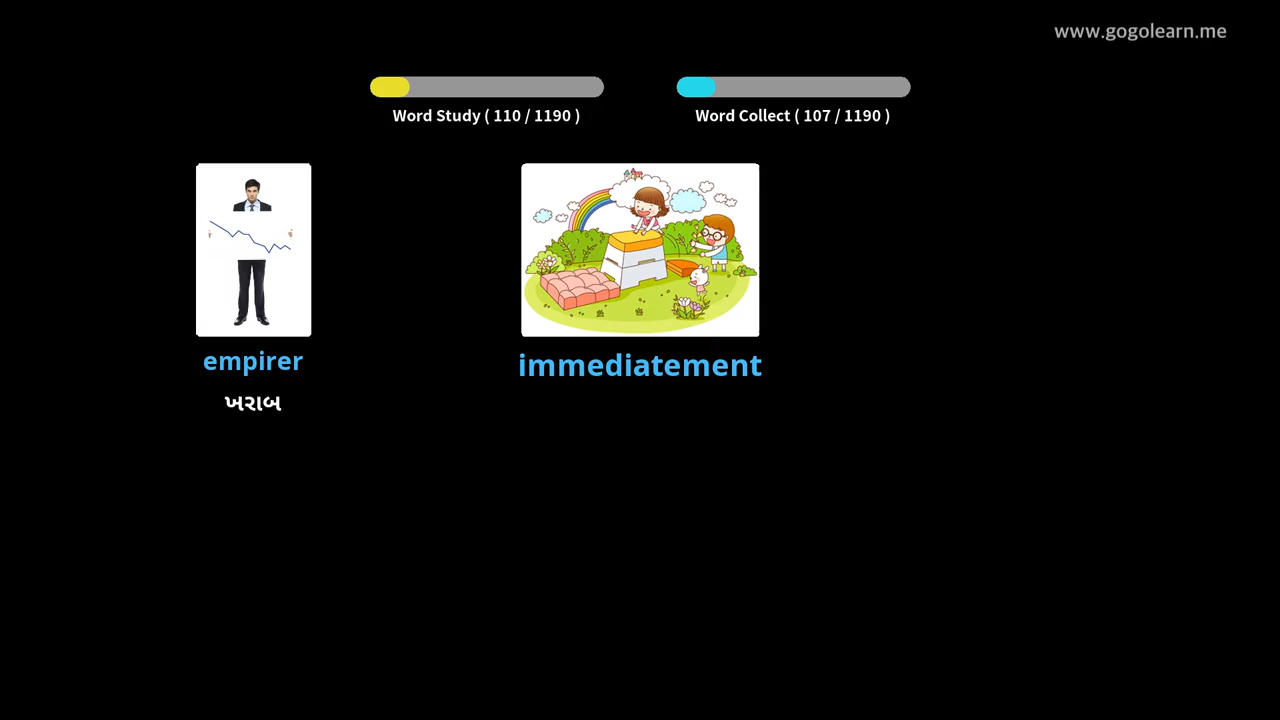 www.gogolearn.me
Word Study ( 110 / 1190 )
Word Collect ( 107 / 1190 )
empirer
immediatement
ખરાબ